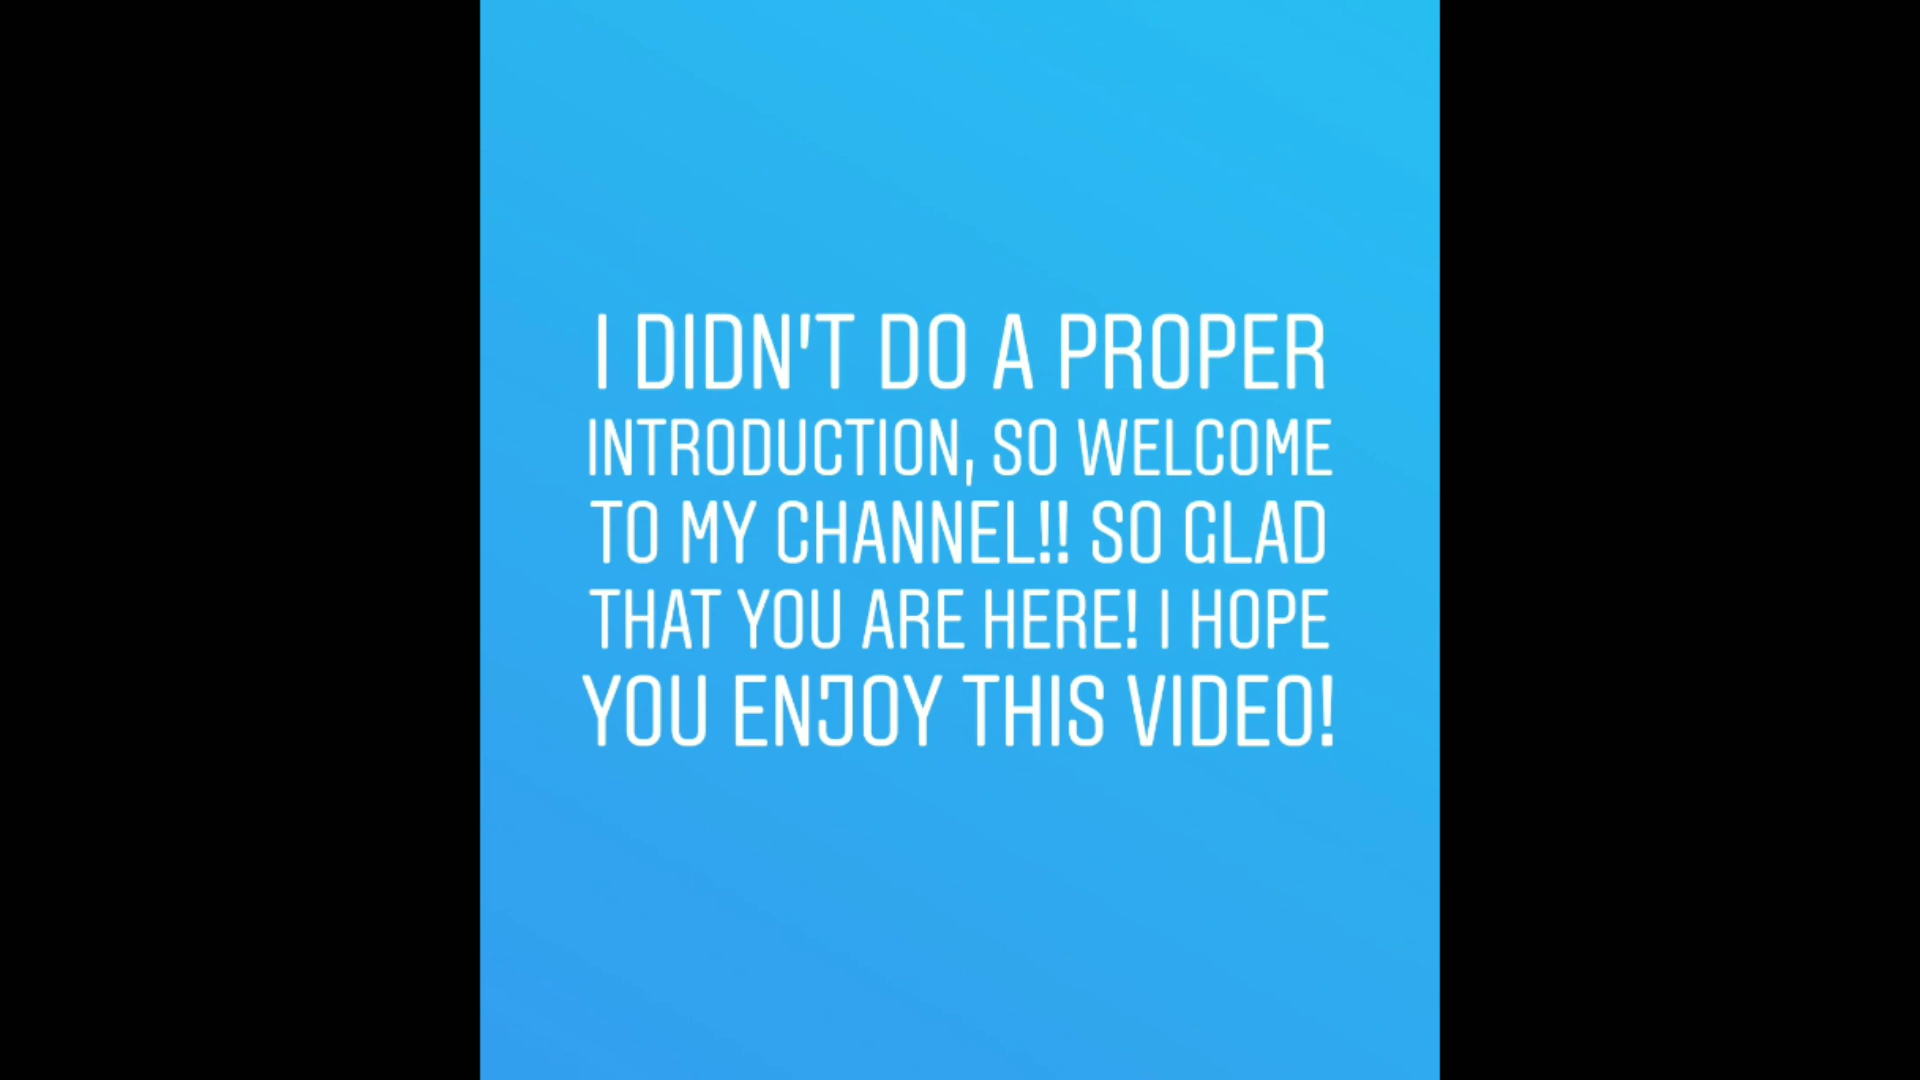 I DIDN'T DO A PROPER
INTRODUCTION, SO WELCOME
TO MY CHANNEL!! SO GLAD
THAT YOU ARE HERE! I HOPE
YOU ENJOY THIS VIDEO!